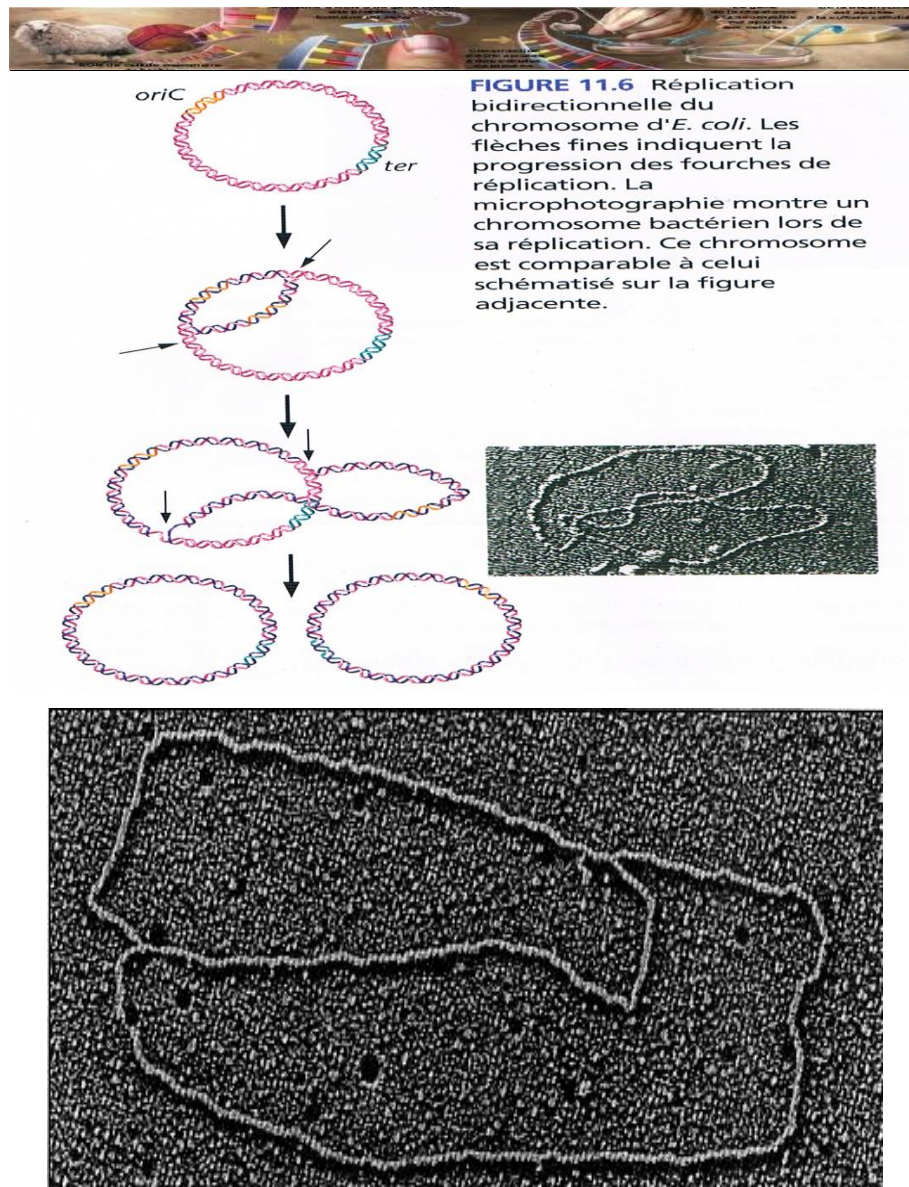 oriC
ter
FIGURE 11.6 Réplication
bidirectionnelle du
chromosome d'E. coli. Les
flèches fines indiquent la
progression des fourches de
réplication. La
microphotographie montre un
chromosome bactérien lors de
sa réplication. Ce chromosome
est comparable à celui
schématisé sur la figure
adjacente.